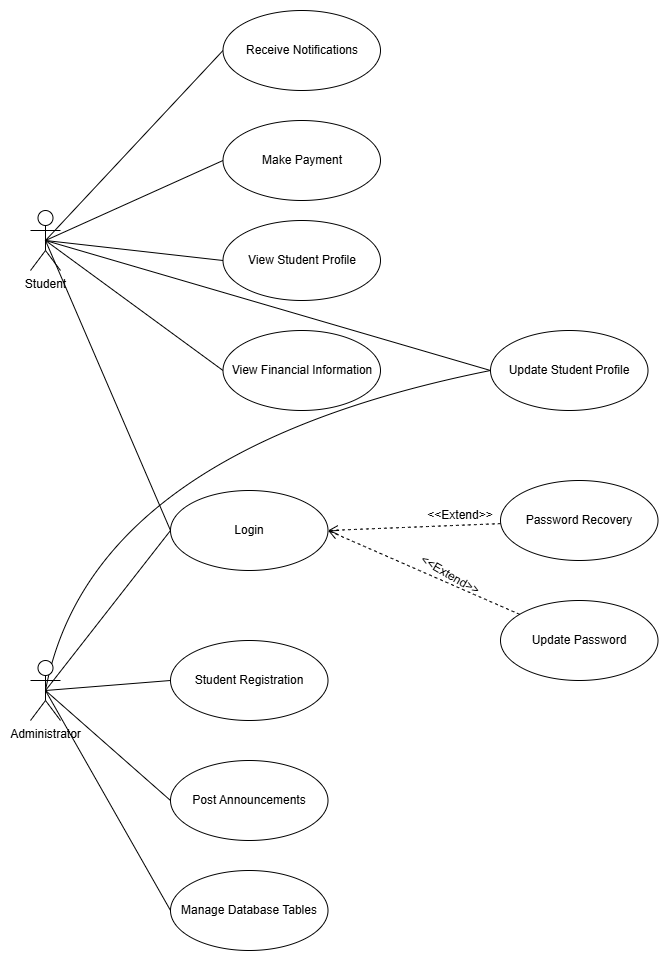 Receive Notifications
Make Payment
View Student Profile
Student
View Financial Information
Update Student Profile
Login
<<Extend>>
Password Recovery
<<Extend>>
Update Password
Student Registration
Administrator
Post Announcements
Manage Database Tables